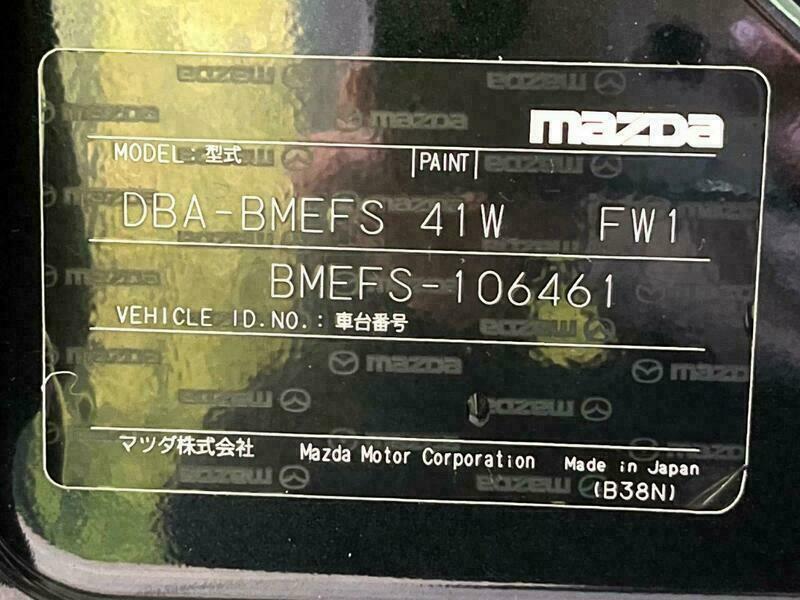 mazda
MODEL:型式 PAINT
DBA-BMEFS 41W FW1
BMEFS-106461
VEHICLE ID.NO.:車台番号
マツダ株式会社 Mazda Motor Corporation Made in Japan
(B38N)